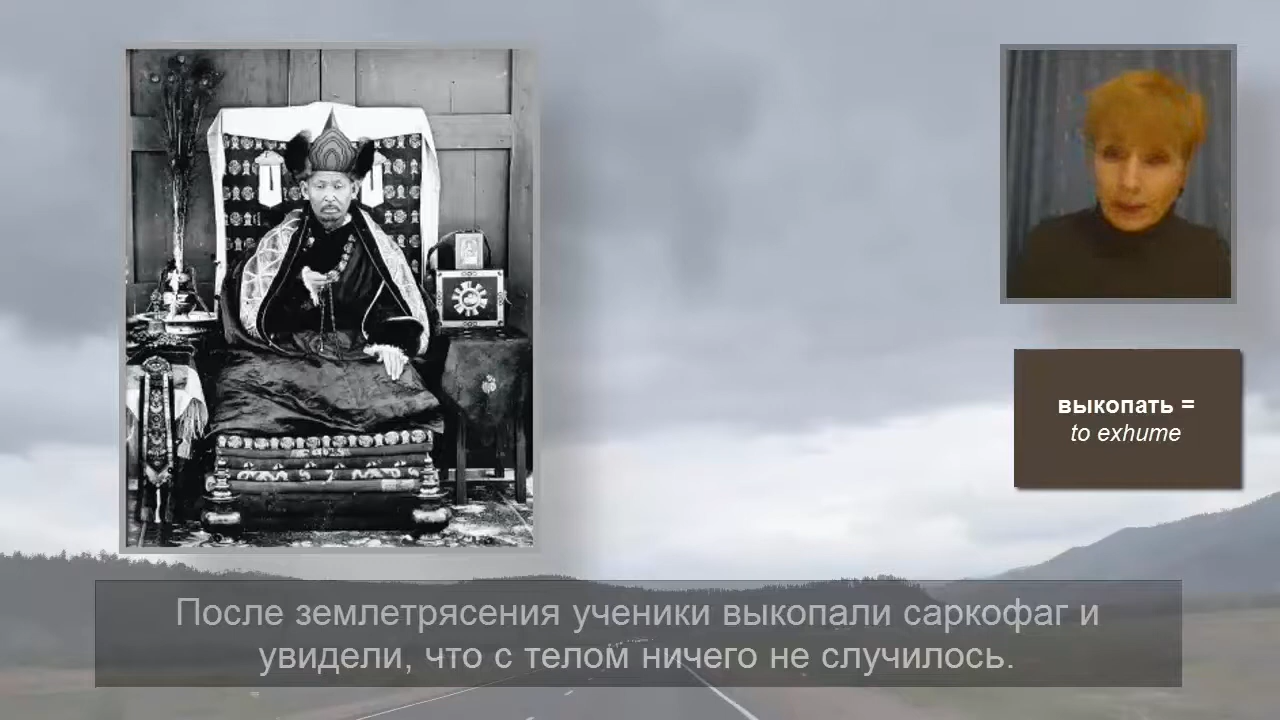 выкопать =
to exhume
После землетрясения ученики выкопали саркофаг и
увидели, что с телом ничего не случилось.